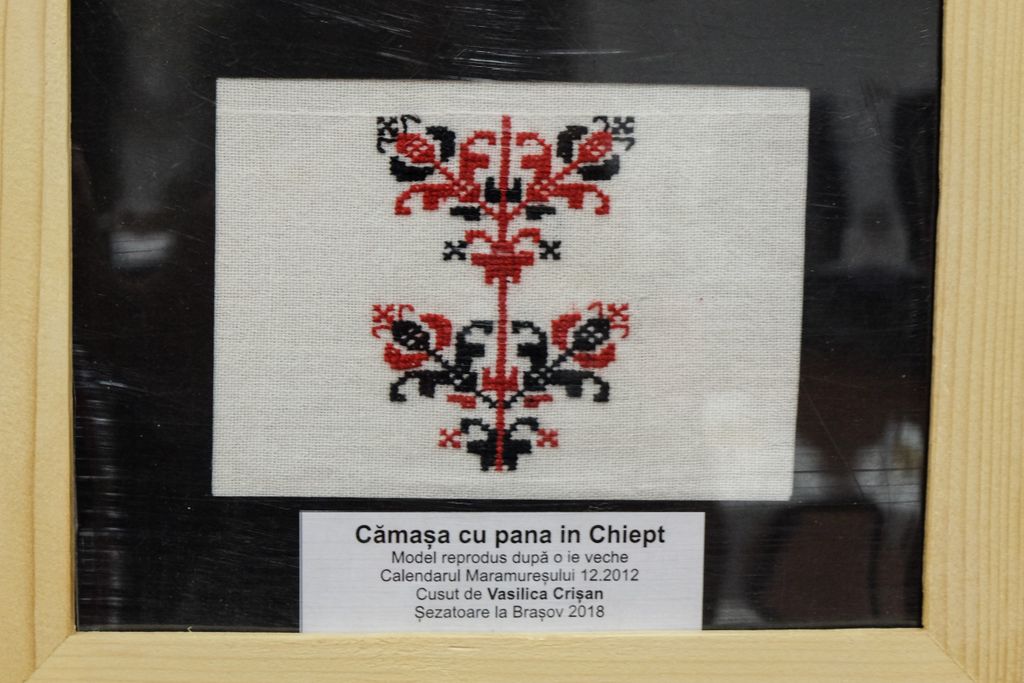 Cămașa cu pana in Chiept
Model reprodus după o ie veche
Calendarul Maramureșului 12.2012
Cusut de Vasilica Crișan
Șezatoare la Brașov 2018